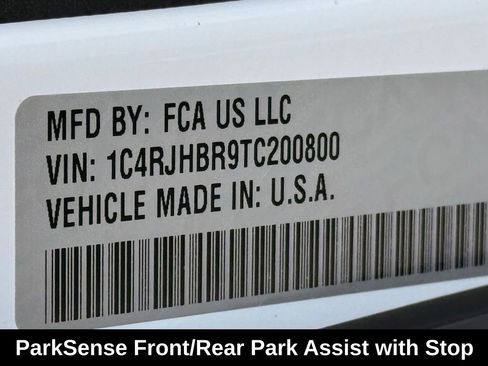 MFD BY: FCA US LLC
VIN: 1C4RJHBR9TC200800
VEHICLE MADE IN: U.S.A.
ParkSense Front/Rear Park Assist with Stop